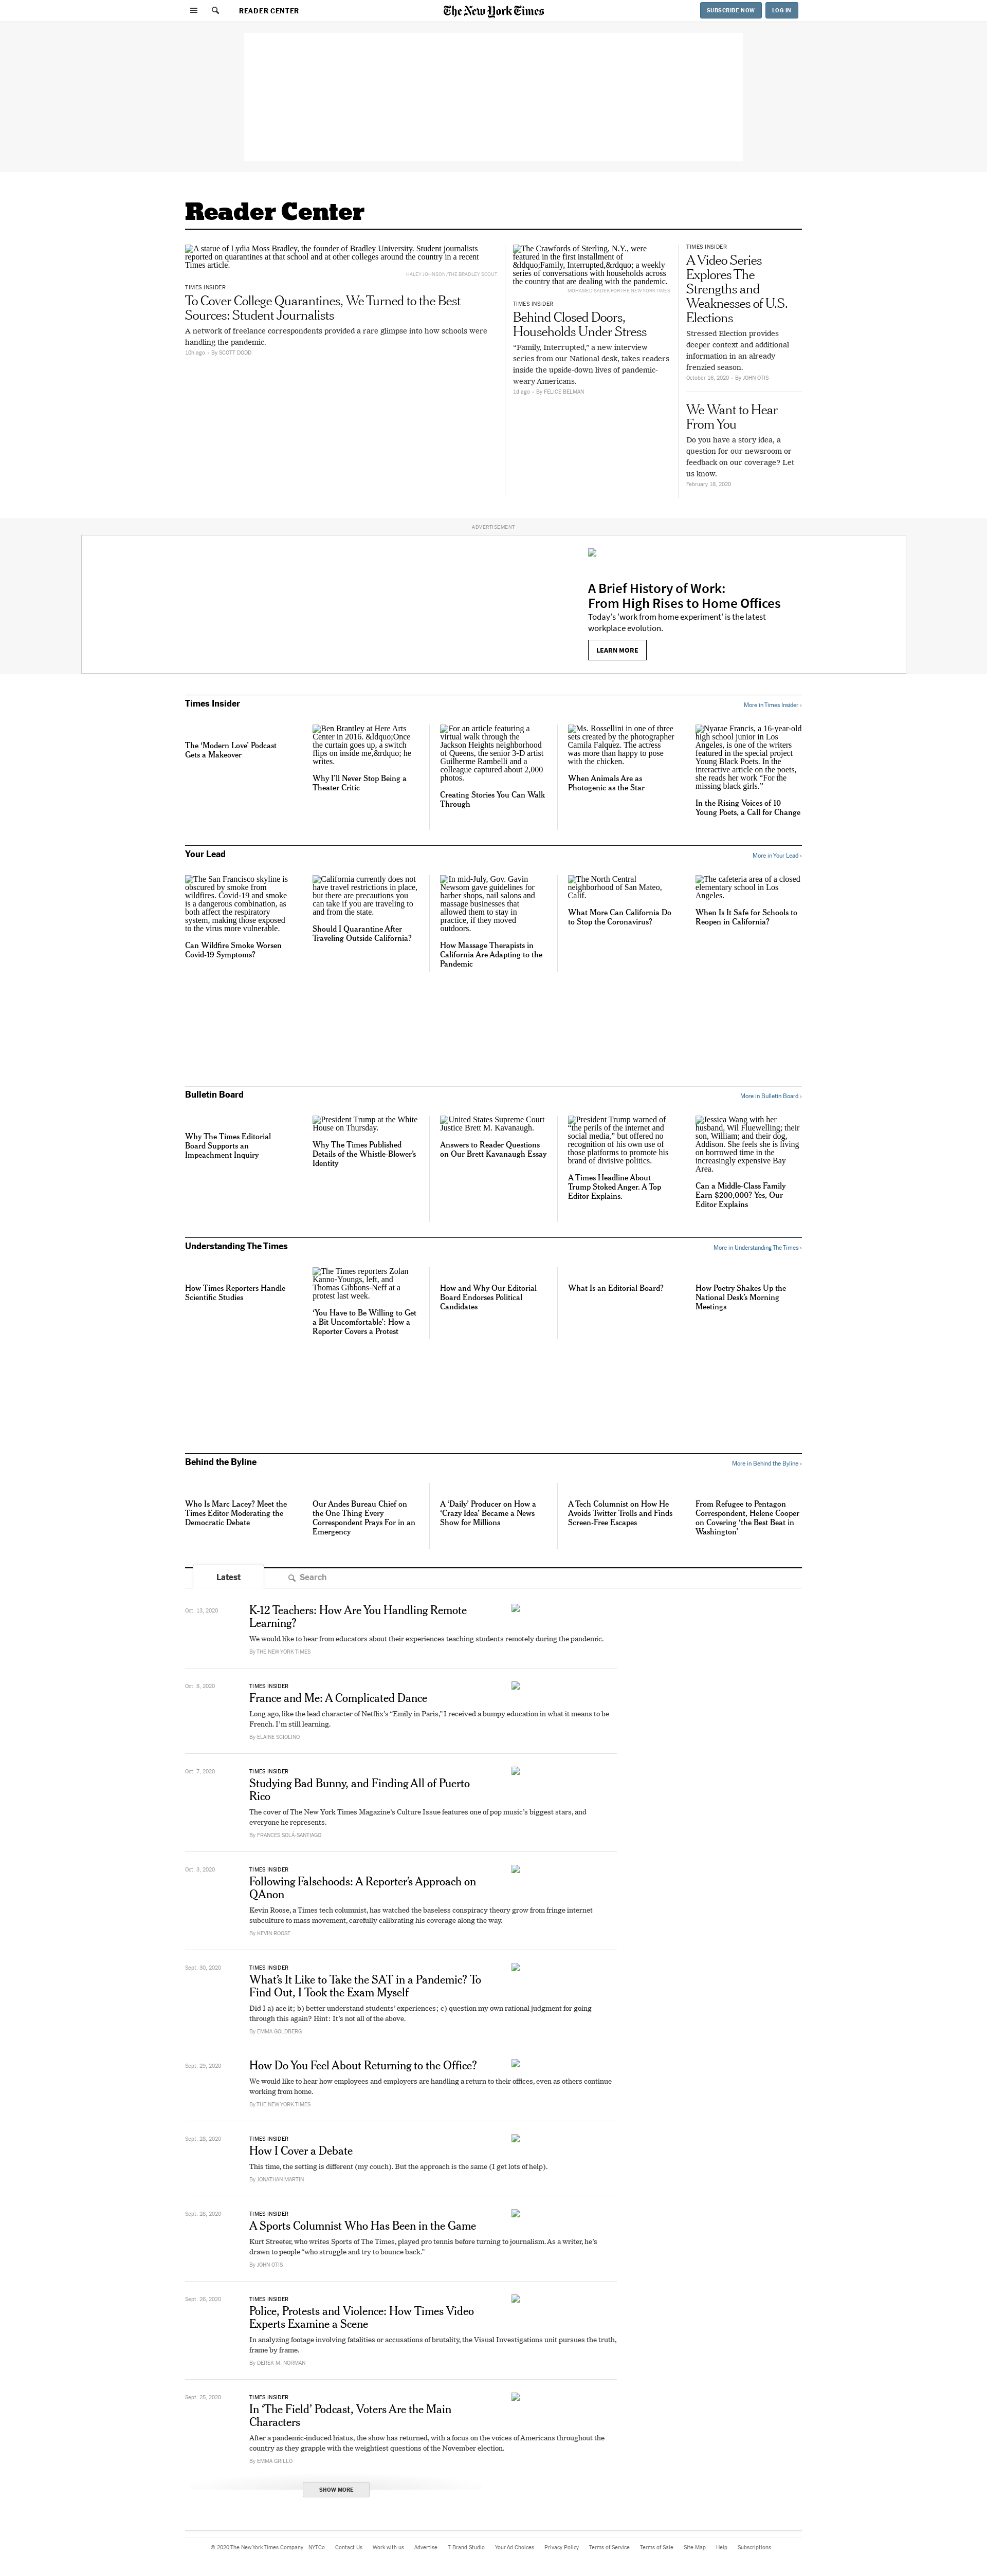 READER CENTER
The New York Times
SUBSCRIBE NOW
LOG IN
Reader Center
A statue of Lydia Moss Bradley, the founder of Bradley University. Student journalists
reported on quarantines at that school and at other colleges around the country in a recent
Times article.
HALEY JOHNSON/THE BRADLEY SCOUT
TIMES INSIDER
To Cover College Quarantines, We Turned to the Best
Sources: Student Journalists
A network of freelance correspondents provided a rare glimpse into how schools were
handling the pandemic.
10h ago - By SCOTT DODD
The Crawfords of Sterling, N.Y., were
featured in the first installment of
&ldquo;Family, Interrupted,&rdquo; a weekly
series of conversations with households across
the country that are dealing with the pandemic.
MOHAMED SADEK FOR THE NEW YORK TIMES
TIMES INSIDER
Behind Closed Doors,
Households Under Stress
“Family, Interrupted,” a new interview
series from our National desk, takes readers
inside the upside-down lives of pandemic-
weary Americans.
1d ago - By FELICE BELMAN
TIMES INSIDER
A Video Series
Explores The
Strengths and
Weaknesses of U.S.
Elections
Stressed Election provides
deeper context and additional
information in an already
frenzied season.
October 16, 2020 - By JOHN OTIS
We Want to Hear
From You
Do you have a story idea, a
question for our newsroom or
feedback on our coverage? Let
us know.
February 18, 2020
ADVERTISEMENT
A Brief History of Work:
From High Rises to Home Offices
Today's 'work from home experiment' is the latest
workplace evolution.
LEARN MORE
Times Insider
More in Times Insider ›
The ‘Modern Love’ Podcast
Gets a Makeover
Ben Brantley at Here Arts
Center in 2016. &ldquo;Once
the curtain goes up, a switch
flips on inside me,&rdquo; he
writes.
Why I’ll Never Stop Being a
Theater Critic
For an article featuring a
virtual walk through the
Jackson Heights neighborhood
of Queens, the senior 3-D artist
Guilherme Rambelli and a
colleague captured about 2,000
photos.
Creating Stories You Can Walk
Through
Ms. Rossellini in one of three
sets created by the photographer
Camila Falquez. The actress
was more than happy to pose
with the chicken.
When Animals Are as
Photogenic as the Star
Nyarae Francis, a 16-year-old
high school junior in Los
Angeles, is one of the writers
featured in the special project
Young Black Poets. In the
interactive article on the poets,
she reads her work “For the
missing black girls.”
In the Rising Voices of 10
Young Poets, a Call for Change
Your Lead
More in Your Lead ›
The San Francisco skyline is
obscured by smoke from
wildfires. Covid-19 and smoke
is a dangerous combination, as
both affect the respiratory
system, making those exposed
to the virus more vulnerable.
Can Wildfire Smoke Worsen
Covid-19 Symptoms?
California currently does not
have travel restrictions in place,
but there are precautions you
can take if you are traveling to
and from the state.
Should I Quarantine After
Traveling Outside California?
In mid-July, Gov. Gavin
Newsom gave guidelines for
barber shops, nail salons and
massage businesses that
allowed them to stay in
practice, if they moved
outdoors.
How Massage Therapists in
California Are Adapting to the
Pandemic
The North Central
neighborhood of San Mateo,
Calif.
What More Can California Do
to Stop the Coronavirus?
The cafeteria area of a closed
elementary school in Los
Angeles.
When Is It Safe for Schools to
Reopen in California?
Bulletin Board
More in Bulletin Board ›
Why The Times Editorial
Board Supports an
Impeachment Inquiry
President Trump at the White
House on Thursday.
Why The Times Published
Details of the Whistle-Blower’s
Identity
United States Supreme Court
Justice Brett M. Kavanaugh.
Answers to Reader Questions
on Our Brett Kavanaugh Essay
President Trump warned of
“the perils of the internet and
social media,” but offered no
recognition of his own use of
those platforms to promote his
brand of divisive politics.
A Times Headline About
Trump Stoked Anger. A Top
Editor Explains.
Jessica Wang with her
husband, Wil Fluewelling; their
son, William; and their dog,
Addison. She feels she is living
on borrowed time in the
increasingly expensive Bay
Area.
Can a Middle-Class Family
Earn $200,000? Yes, Our
Editor Explains
Understanding The Times
More in Understanding The Times ›
How Times Reporters Handle
Scientific Studies
The Times reporters Zolan
Kanno-Youngs, left, and
Thomas Gibbons-Neff at a
protest last week.
‘You Have to Be Willing to Get
a Bit Uncomfortable’: How a
Reporter Covers a Protest
How and Why Our Editorial
Board Endorses Political
Candidates
What Is an Editorial Board?
How Poetry Shakes Up the
National Desk’s Morning
Meetings
Behind the Byline
More in Behind the Byline ›
Who Is Marc Lacey? Meet the
Times Editor Moderating the
Democratic Debate
Our Andes Bureau Chief on
the One Thing Every
Correspondent Prays For in an
Emergency
A ‘Daily’ Producer on How a
‘Crazy Idea’ Became a News
Show for Millions
A Tech Columnist on How He
Avoids Twitter Trolls and Finds
Screen-Free Escapes
From Refugee to Pentagon
Correspondent, Helene Cooper
on Covering ‘the Best Beat in
Washington’
Latest
Search
Oct. 13, 2020
K-12 Teachers: How Are You Handling Remote
Learning?
We would like to hear from educators about their experiences teaching students remotely during the pandemic.
By THE NEW YORK TIMES
Oct. 8, 2020
TIMES INSIDER
France and Me: A Complicated Dance
Long ago, like the lead character of Netflix’s “Emily in Paris,” I received a bumpy education in what it means to be
French. I’m still learning.
By ELAINE SCIOLINO
Oct. 7, 2020
TIMES INSIDER
Studying Bad Bunny, and Finding All of Puerto
Rico
The cover of The New York Times Magazine’s Culture Issue features one of pop music’s biggest stars, and
everyone he represents.
By FRANCES SOLÁ-SANTIAGO
Oct. 3, 2020
TIMES INSIDER
Following Falsehoods: A Reporter’s Approach on
QAnon
Kevin Roose, a Times tech columnist, has watched the baseless conspiracy theory grow from fringe internet
subculture to mass movement, carefully calibrating his coverage along the way.
By KEVIN ROOSE
Sept. 30, 2020
TIMES INSIDER
What’s It Like to Take the SAT in a Pandemic? To
Find Out, I Took the Exam Myself
Did I a) ace it; b) better understand students’ experiences; c) question my own rational judgment for going
through this again? Hint: It’s not all of the above.
By EMMA GOLDBERG
Sept. 29, 2020
How Do You Feel About Returning to the Office?
We would like to hear how employees and employers are handling a return to their offices, even as others continue
working from home.
By THE NEW YORK TIMES
Sept. 28, 2020
TIMES INSIDER
How I Cover a Debate
This time, the setting is different (my couch). But the approach is the same (I get lots of help).
By JONATHAN MARTIN
Sept. 28, 2020
TIMES INSIDER
A Sports Columnist Who Has Been in the Game
Kurt Streeter, who writes Sports of The Times, played pro tennis before turning to journalism. As a writer, he’s
drawn to people “who struggle and try to bounce back.”
By JOHN OTIS
Sept. 26, 2020
TIMES INSIDER
Police, Protests and Violence: How Times Video
Experts Examine a Scene
In analyzing footage involving fatalities or accusations of brutality, the Visual Investigations unit pursues the truth,
frame by frame.
By DEREK M. NORMAN
Sept. 25, 2020
TIMES INSIDER
In ‘The Field’ Podcast, Voters Are the Main
Characters
After a pandemic-induced hiatus, the show has returned, with a focus on the voices of Americans throughout the
country as they grapple with the weightiest questions of the November election.
By EMMA GRILLO
SHOW MORE
© 2020 The New York Times Company NYTCo Contact Us Work with us Advertise T Brand Studio Your Ad Choices Privacy Policy Terms of Service Terms of Sale Site Map Help Subscriptions